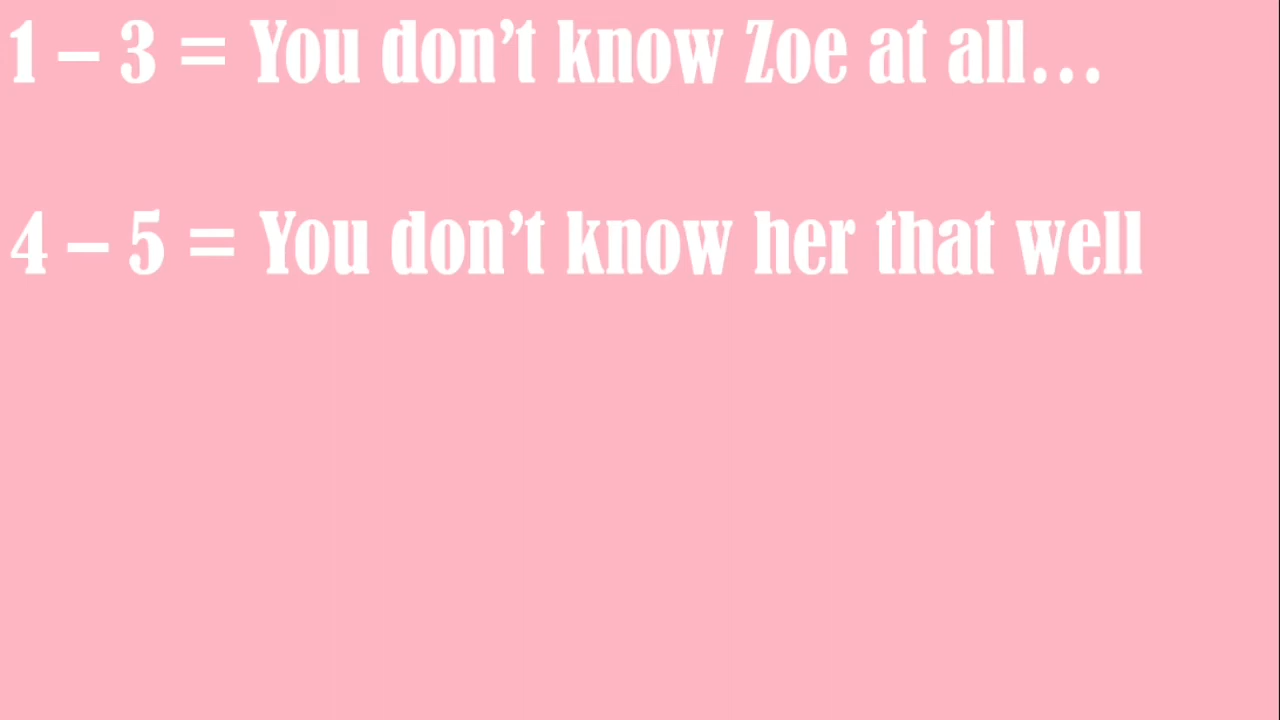 1 – 3 = You don’t know Zoe at all…
4 – 5 = You don’t know her that well